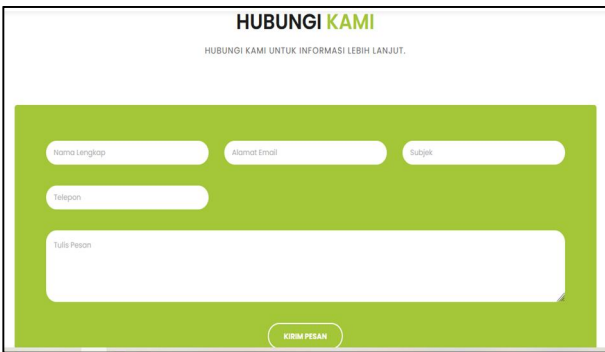 HUBUNGI KAMI
HUBUNGI KAMI UNTUK INFORMASI LEBIH LANJUT.
Nama Lengkap
Alamat Email
Subjek
Telepon
Tulis Pesan
KIRIM PESAN